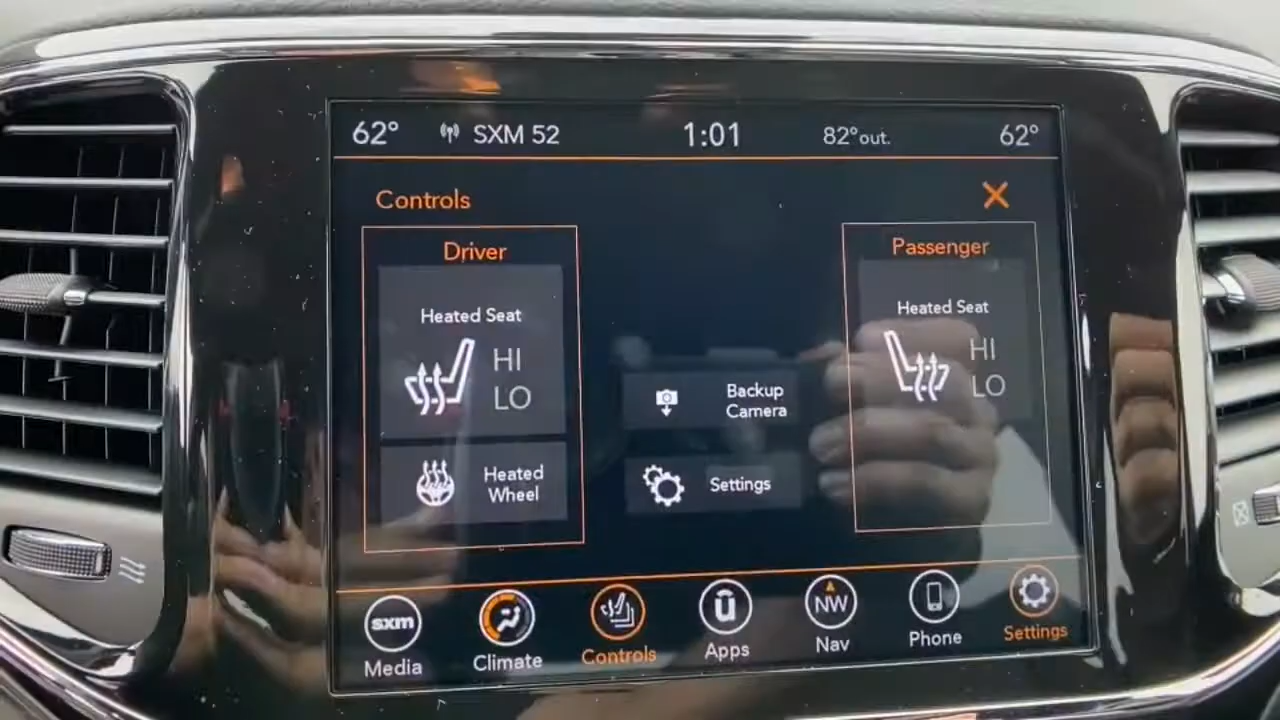 62° SXM 52 1:01 82°out. 62°
Controls
Driver
Passenger
Heated Seat
HI
LO
Heated Seat
HI
LO
Backup
Camera
Heated
Wheel
Settings
sxm
Media
Climate
Controls
Apps
NW
Nav
Phone
Settings